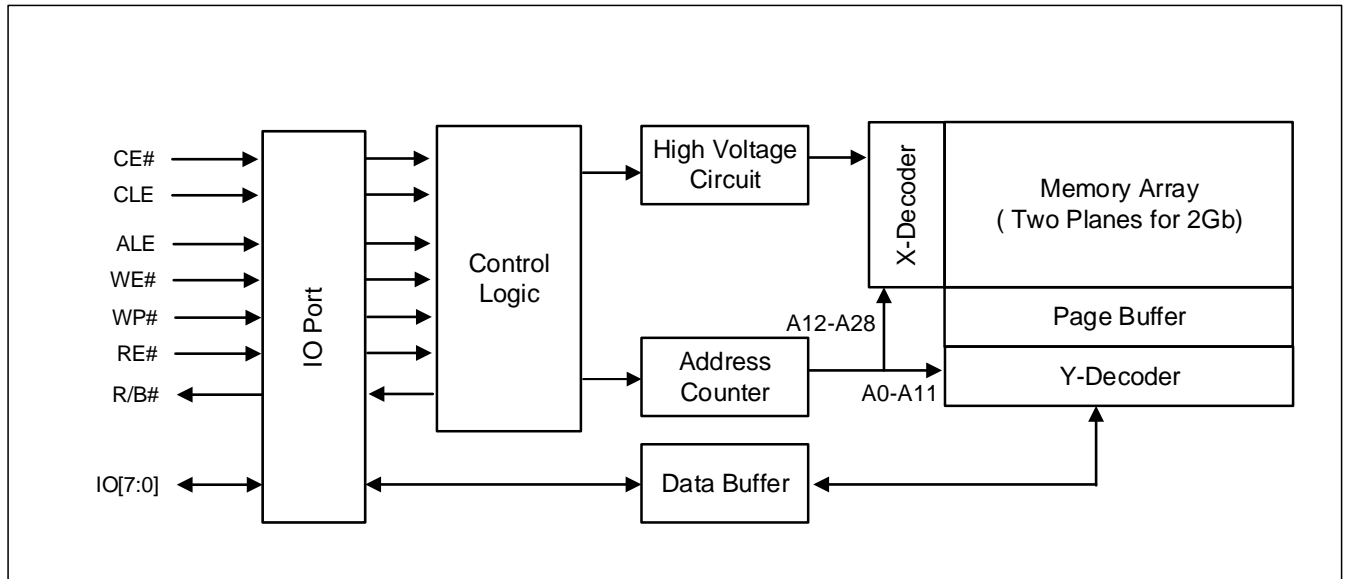 CE#
CLE
ALE
WE#
WP#
RE#
R/B#
IO[7:0]
IO Port
Control
Logic
High Voltage
Circuit
Address
Counter
Data Buffer
A12-A28
A0-A11
X-Decoder
Memory Array
( Two Planes for 2Gb)
Page Buffer
Y-Decoder